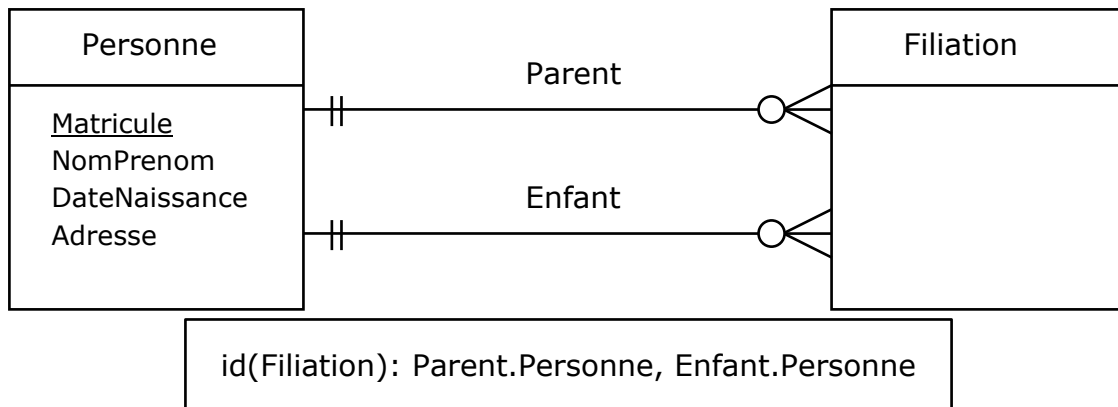 Personne
Filiation
Parent
Matricule
NomPrenom
DateNaissance
Enfant
Adresse
id(Filiation): Parent.Personne, Enfant.Personne